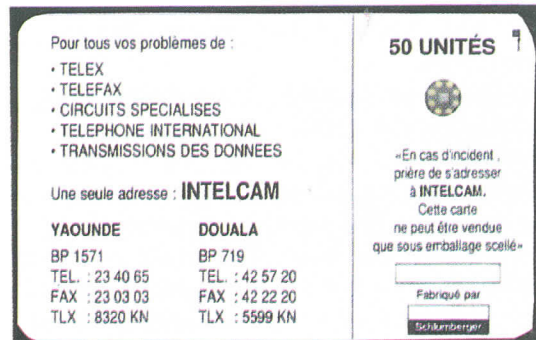 Pour tous vos problèmes de :
• TELEX
• TELEFAX
• CIRCUITS SPECIALISES
• TELEPHONE INTERNATIONAL
• TRANSMISSIONS DES DONNEES
Une seule adresse : INTELCAM
YAOUNDE
BP 1571
TEL. : 23 40 65
FAX : 23 03 03
TLX : 8320 KN
DOUALA
BP 719
TEL. : 42 57 20
FAX : 42 22 20
TLX : 5599 KN
50 UNITÉS
«En cas d'incident ,
prière de s'adresser
à INTELCAM.
Cette carte
ne peut être vendue
que sous emballage scellé»
Fabriqué par
Schlumberger